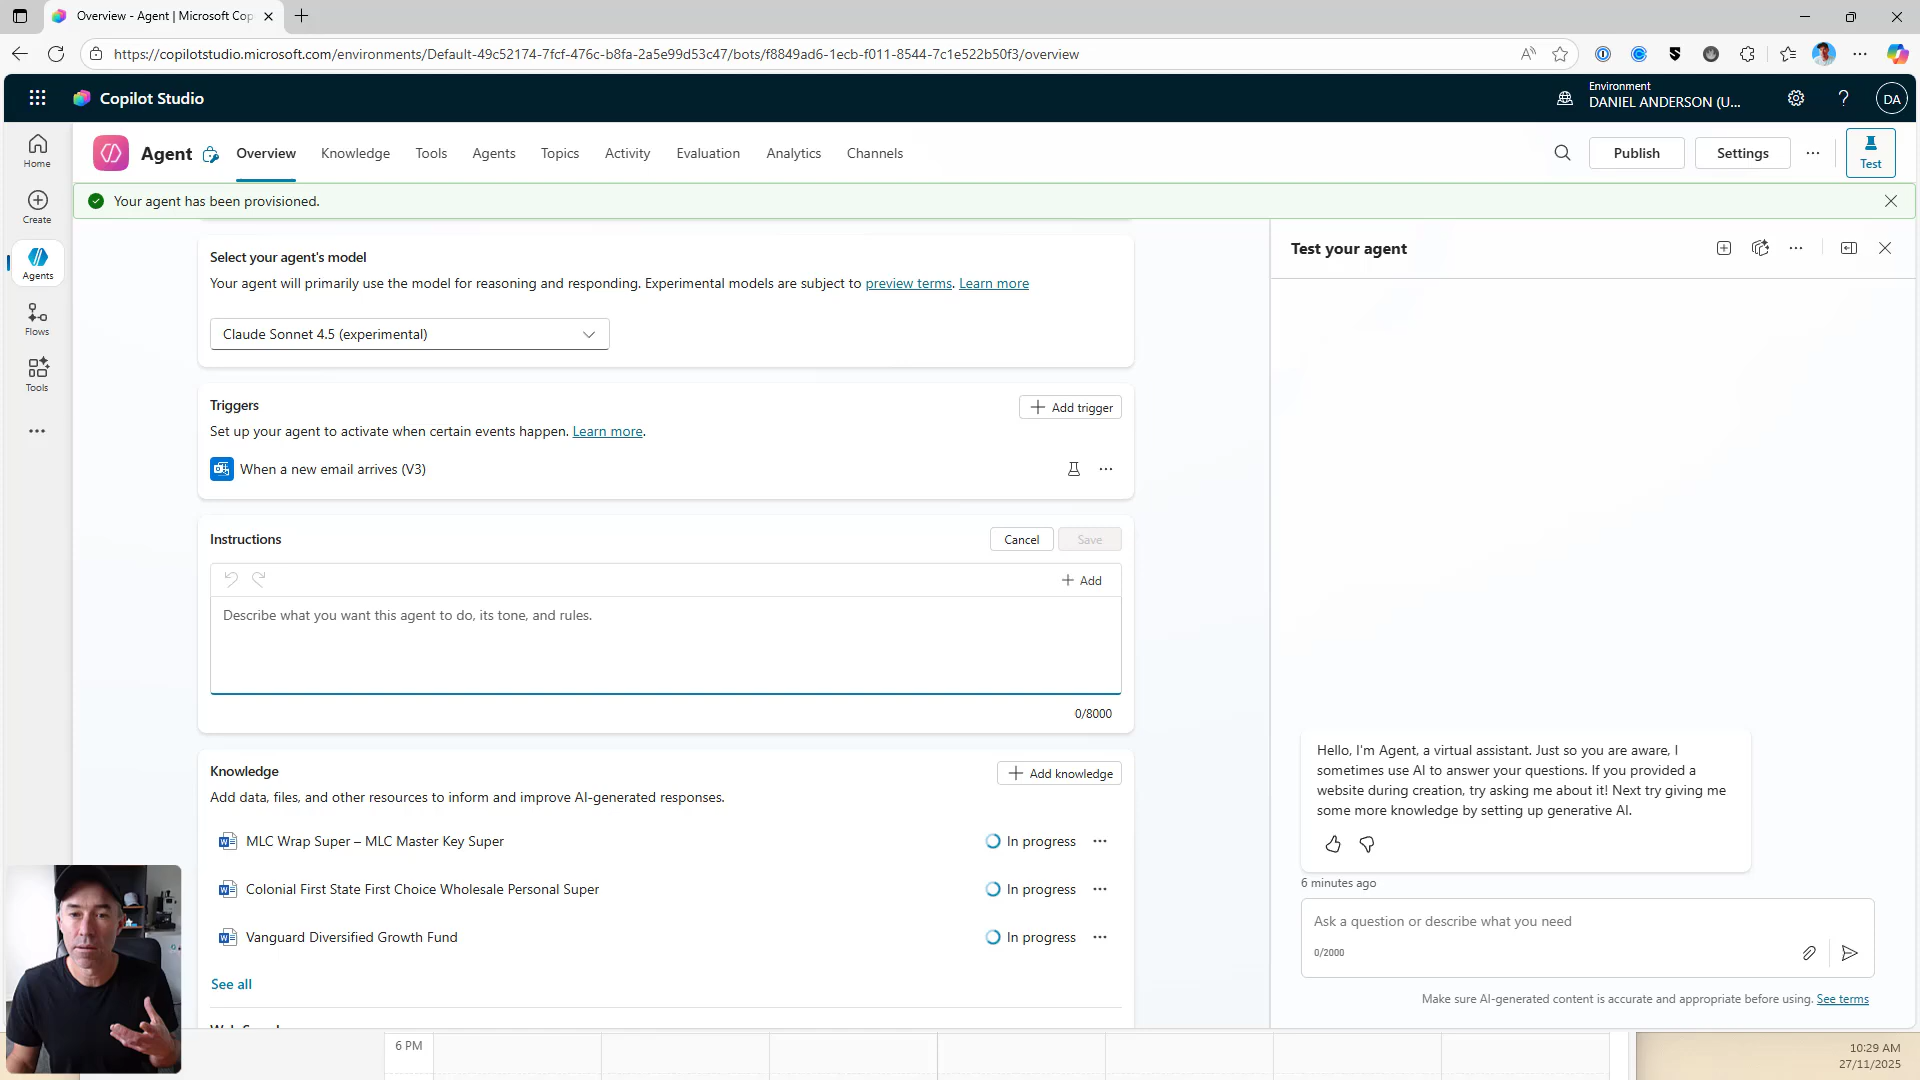 Overview - Agent | Microsoft Cop
https://copilotstudio.microsoft.com/environments/Default-49c52174-7fcf-476c-b8fa-2a5e99d53c47/bots/f8849ad6-1ecb-f011-8544-7c1e522b50f3/overview
Copilot Studio
Environment
DANIEL ANDERSON (U...
DA
Home
Create
Agents
Flows
Tools
Agent
Overview
Knowledge
Tools
Agents
Topics
Activity
Evaluation
Analytics
Channels
Publish
Settings
Test
Your agent has been provisioned.
Select your agent's model
Your agent will primarily use the model for reasoning and responding. Experimental models are subject to preview terms. Learn more
Claude Sonnet 4.5 (experimental)
Triggers
Add trigger
Set up your agent to activate when certain events happen. Learn more.
When a new email arrives (V3)
Instructions
Cancel
Save
Add
Describe what you want this agent to do, its tone, and rules.
0/8000
Knowledge
Add knowledge
Add data, files, and other resources to inform and improve AI-generated responses.
MLC Wrap Super – MLC Master Key Super
In progress
Colonial First State First Choice Wholesale Personal Super
In progress
Vanguard Diversified Growth Fund
In progress
See all
Test your agent
Hello, I'm Agent, a virtual assistant. Just so you are aware, I
sometimes use AI to answer your questions. If you provided a
website during creation, try asking me about it! Next try giving me
some more knowledge by setting up generative AI.
6 minutes ago
Ask a question or describe what you need
0/2000
Make sure AI-generated content is accurate and appropriate before using. See terms
6 PM
10:29 AM
27/11/2025